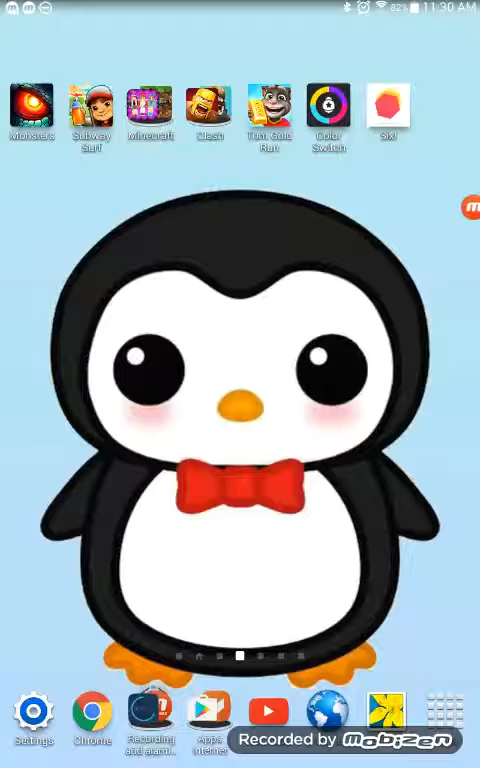 82% 11:30 AM
Monsters Subway Surf Minecraft Clash Tom Gold Run Color Switch Six!
Settings Chrome Recording and alarm... Apps Internet
Recorded by mobizen